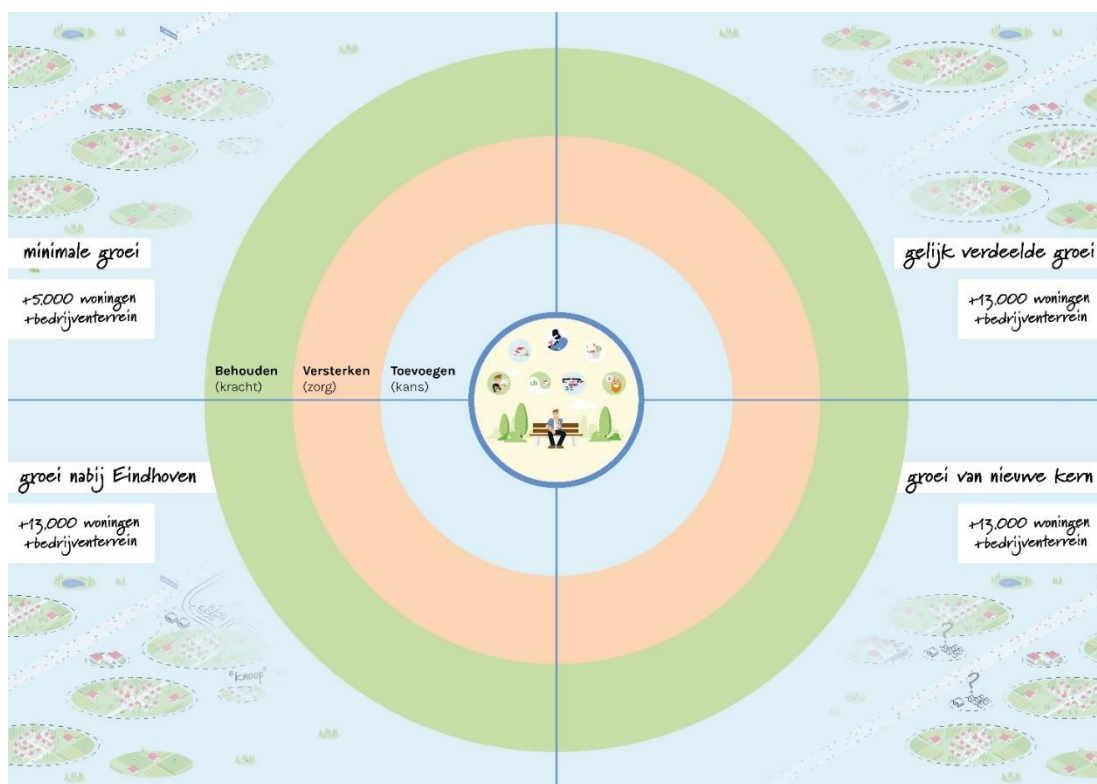 minimale groei
+5.000 woningen
+bedrijventerrein
gelijk verdeelde groei
+13.000 woningen
+bedrijventerrein
Behouden
(kracht)
Versterken
(zorg)
Toevoegen
(kans)
groei nabij Eindhoven
+13.000 woningen
+bedrijventerrein
groei van nieuwe kern
+13.000 woningen
+bedrijventerrein
?
"Knoop"
?